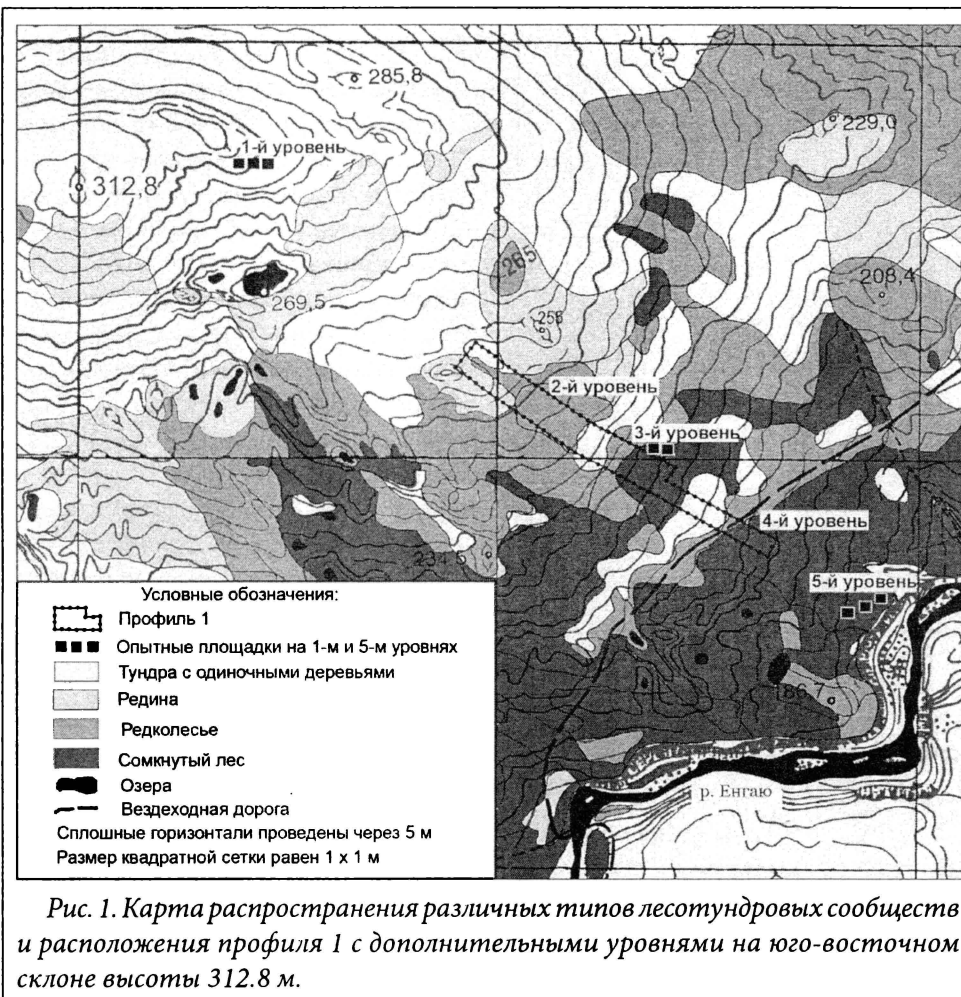 285,8
229,0
1-й уровень
312,8
265
208,4
269,5
256
2-й уровень
3-й уровень
4-й уровень
5-й уровень
186,7
р. Енгаю
Условные обозначения:
Профиль 1
Опытные площадки на 1-м и 5-м уровнях
Тундра с одиночными деревьями
Редина
Редколесье
Сомкнутый лес
Озера
Вездеходная дорога
Сплошные горизонтали проведены через 5 м
Размер квадратной сетки равен 1 х 1 м
Рис. 1. Карта распространения различных типов лесотундровых сообществ
и расположения профиля 1 с дополнительными уровнями на юго-восточном
склоне высоты 312.8 м.